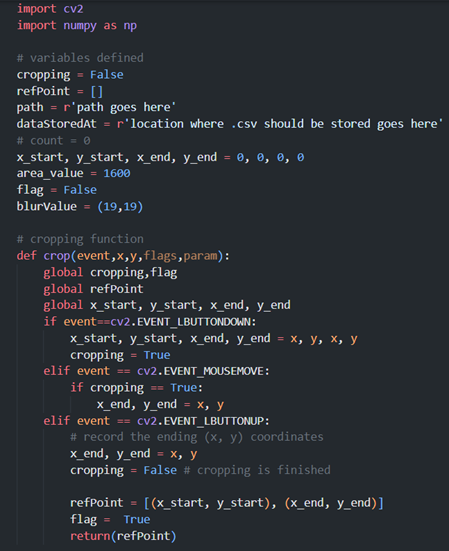 import cv2
import numpy as np
# variables defined
cropping = False
refPoint = []
path = r'path goes here'
dataStoredAt = r'location where .csv should be stored goes here'
# count = 0
x_start, y_start, x_end, y_end = 0, 0, 0, 0
area_value = 1600
flag = False
blurValue = (19,19)
# cropping function
def crop(event,x,y,flags,param):
    global cropping,flag
    global refPoint
    global x_start, y_start, x_end, y_end
    if event==cv2.EVENT_LBUTTONDOWN:
        x_start, y_start, x_end, y_end = x, y, x, y
        cropping = True
    elif event == cv2.EVENT_MOUSEMOVE:
        if cropping == True:
            x_end, y_end = x, y
    elif event == cv2.EVENT_LBUTTONUP:
        # record the ending (x, y) coordinates
        x_end, y_end = x, y
        cropping = False # cropping is finished
        refPoint = [(x_start, y_start), (x_end, y_end)]
        flag =  True
        return(refPoint)